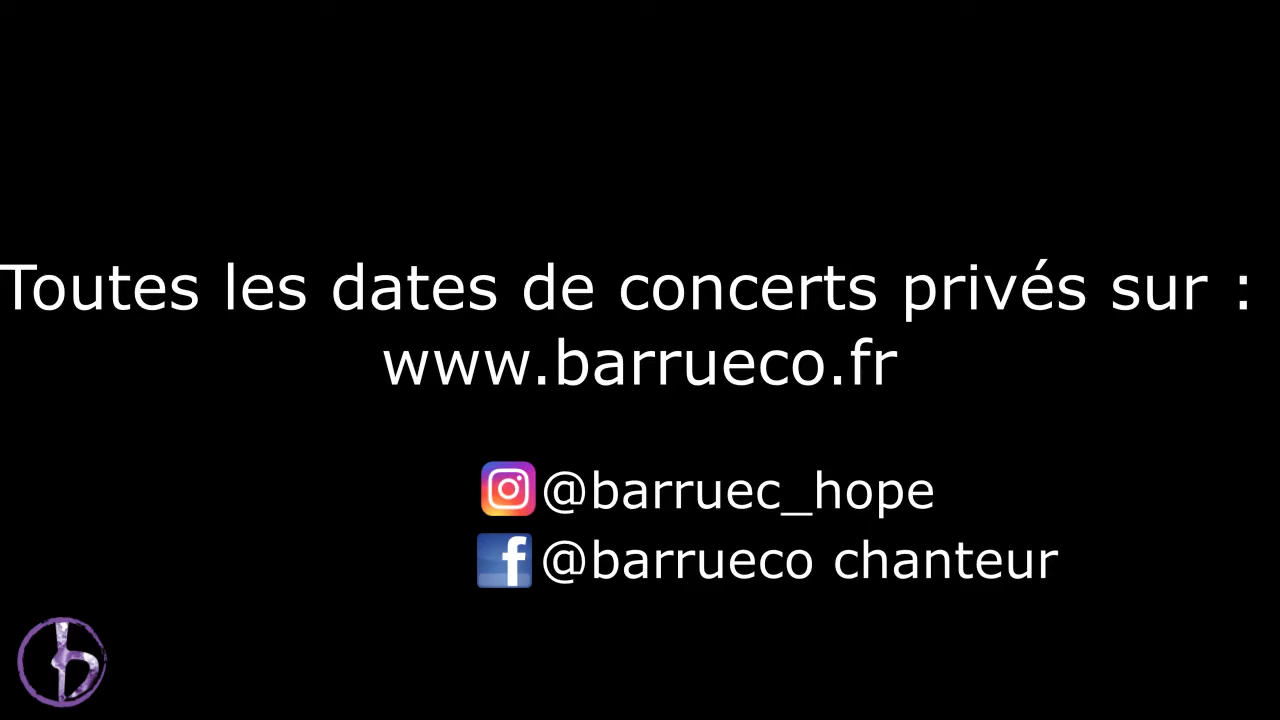 Toutes les dates de concerts privés sur :
www.barrueco.fr
@barruec_hope
@barrueco chanteur
b